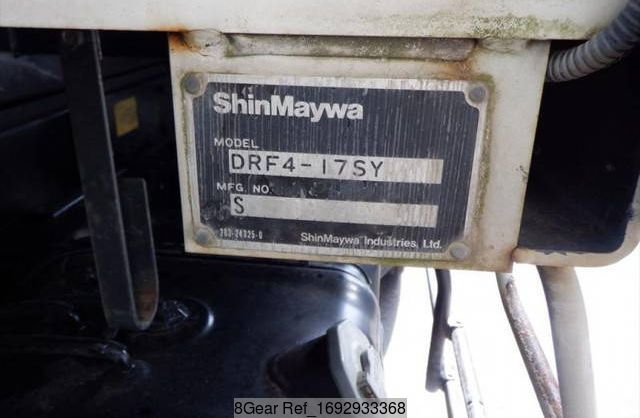 ShinMaywa
MODEL
DRF4-17SY
MFG. NO.
S
ShinMaywa Industries, Ltd.
8Gear Ref_1692933368